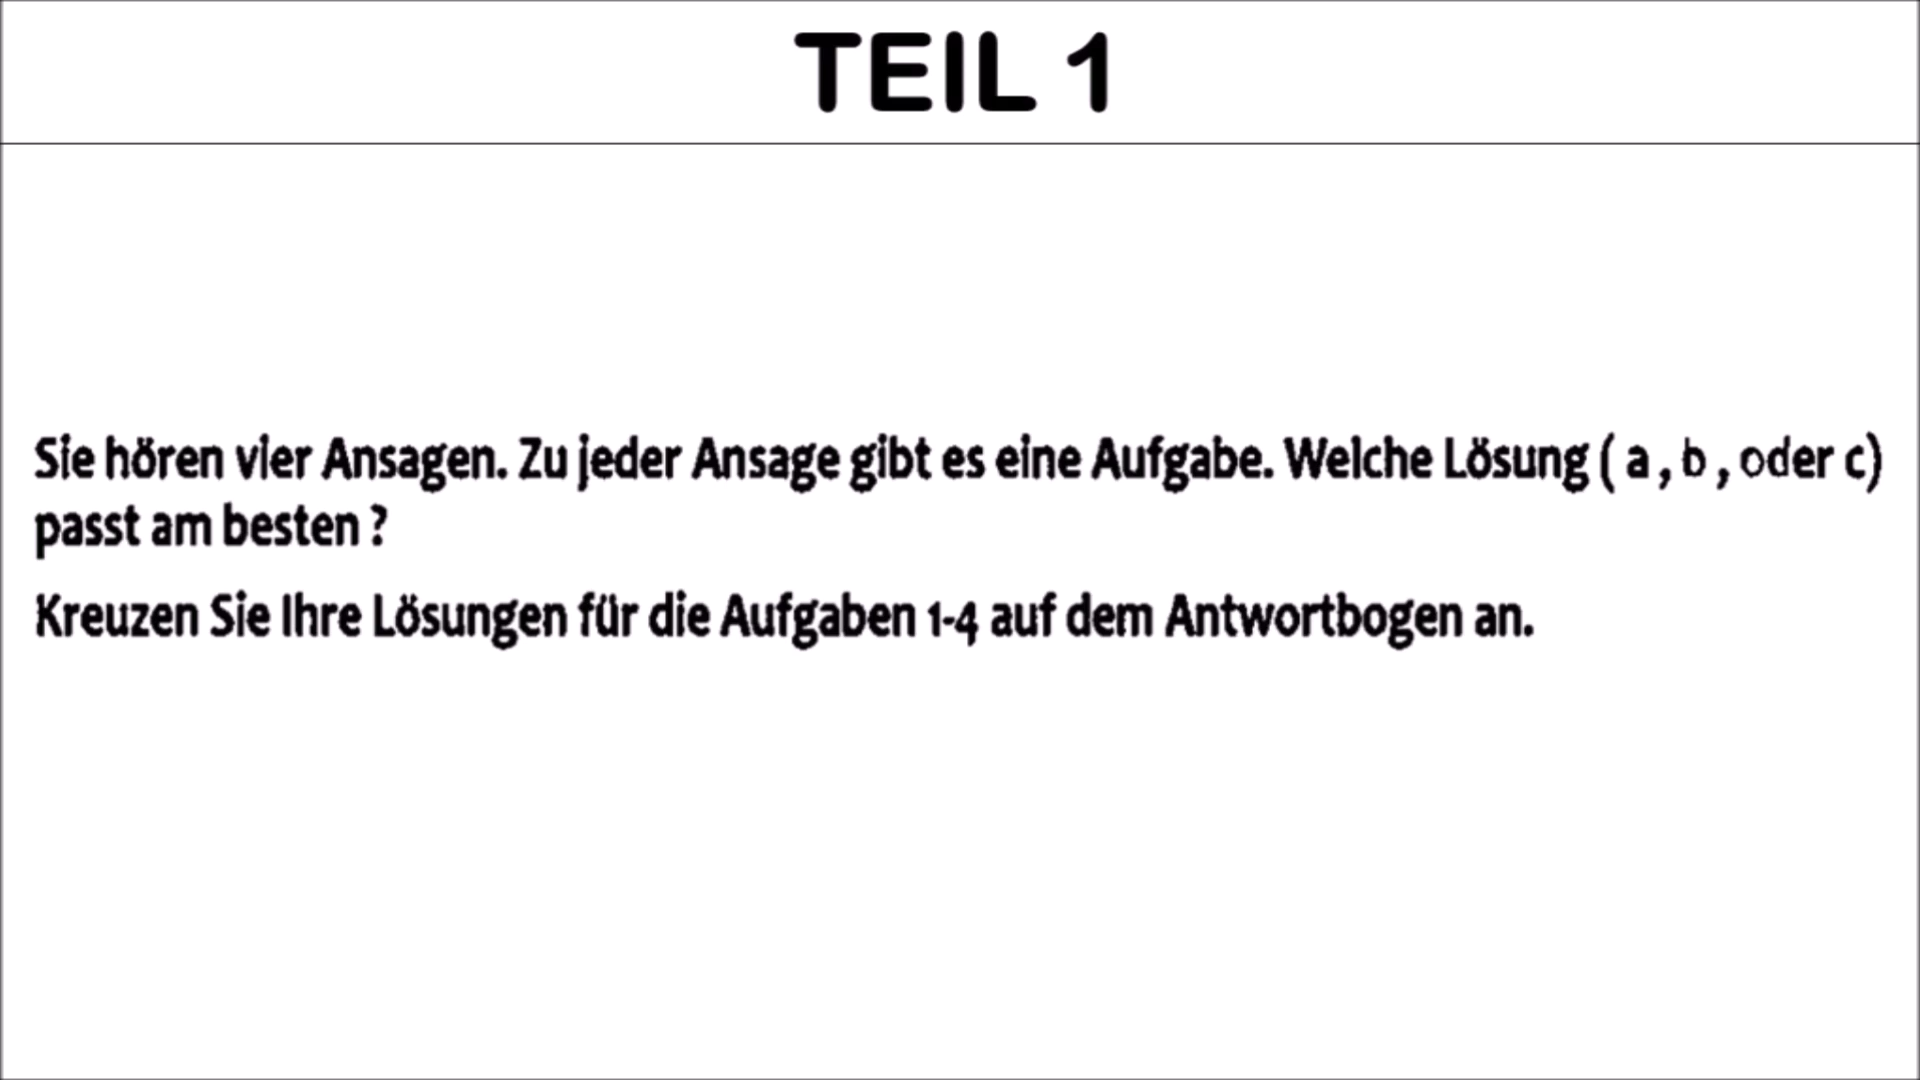 TEIL 1
Sie hören vier Ansagen. Zu jeder Ansage gibt es eine Aufgabe. Welche Lösung ( a , b , oder c)
passt am besten ?
Kreuzen Sie Ihre Lösungen für die Aufgaben 1-4 auf dem Antwortbogen an.